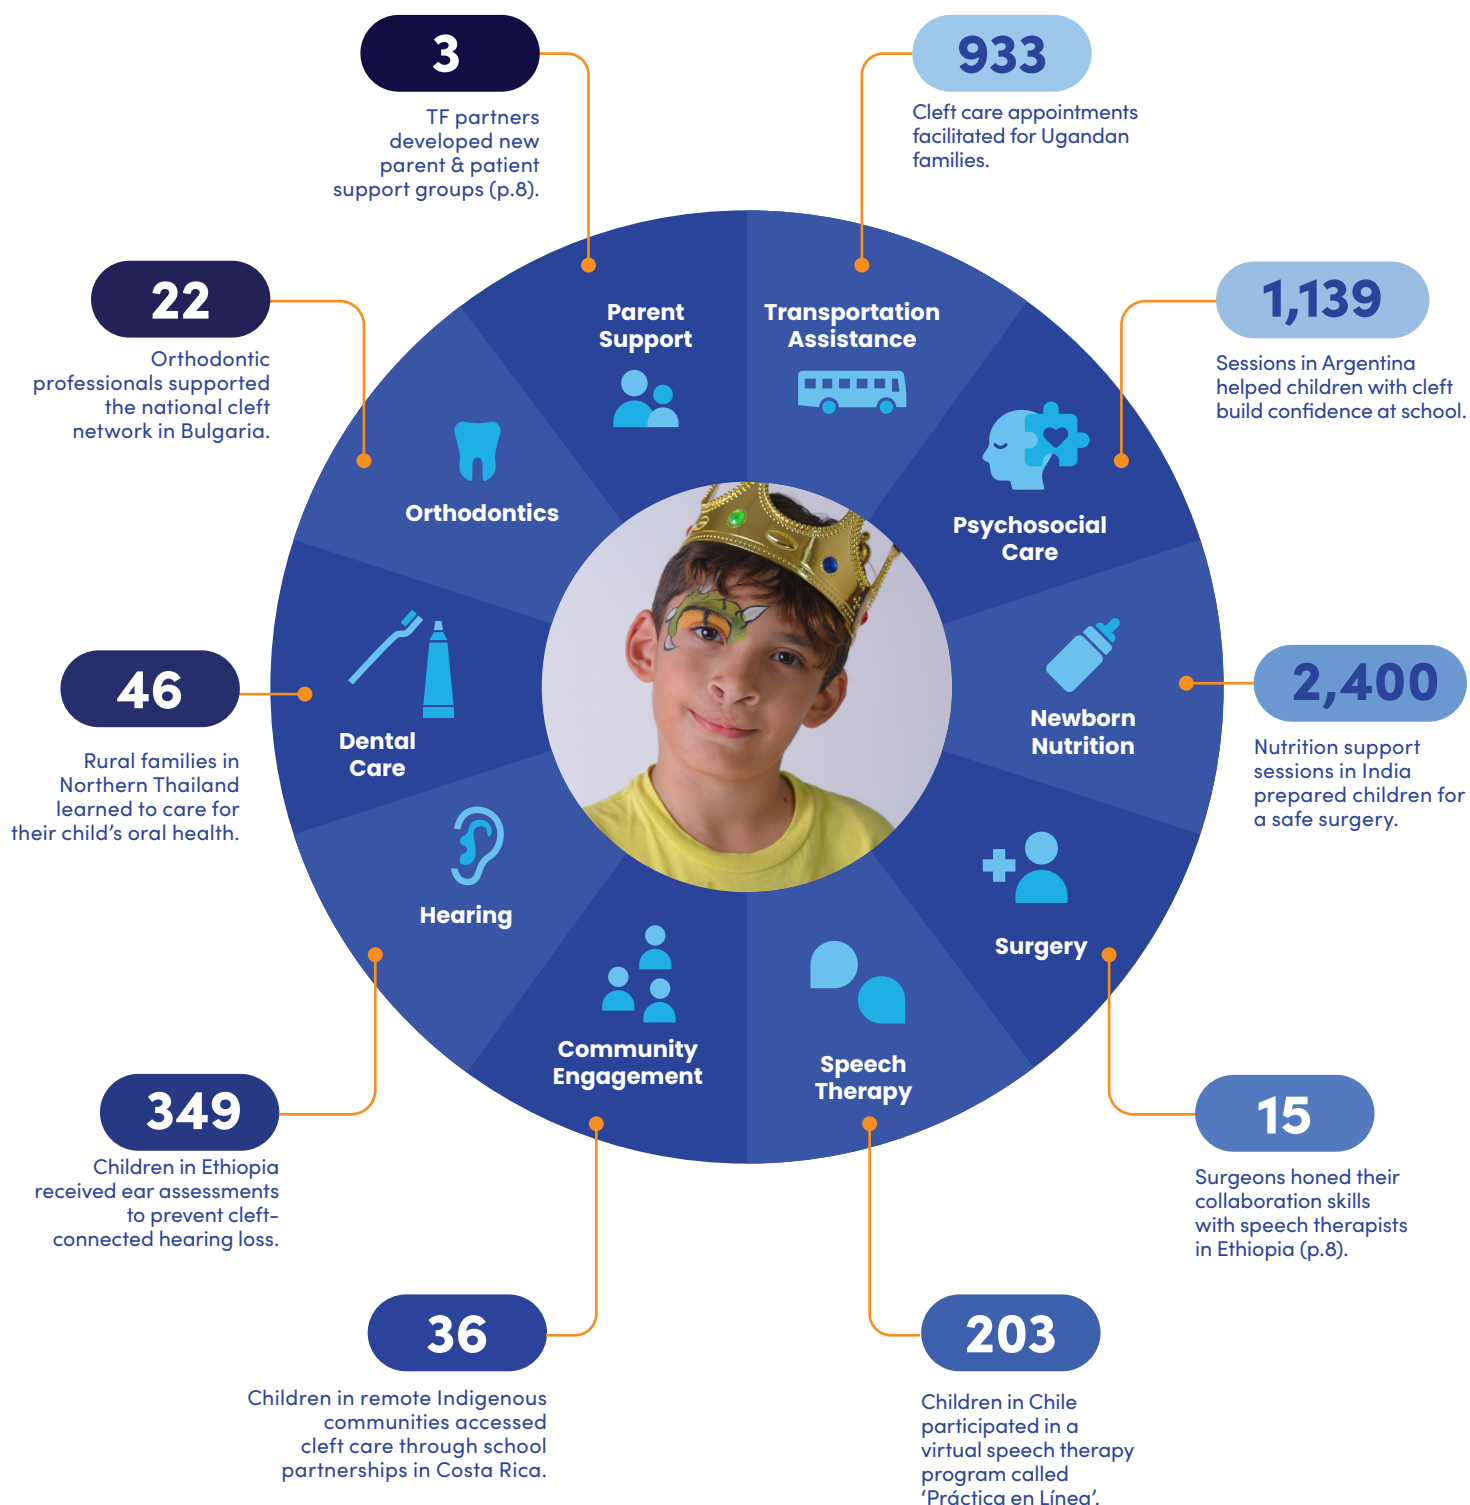 3
TF partners
developed new
parent & patient
support groups (p.8).
933
Cleft care appointments
facilitated for Ugandan
families.
22
Orthodontic
professionals supported
the national cleft
network in Bulgaria.
1,139
Sessions in Argentina
helped children with cleft
build confidence at school.
Parent
Support
Transportation
Assistance
Orthodontics
Psychosocial
Care
46
Rural families in
Northern Thailand
learned to care for
their child’s oral health.
Dental
Care
Newborn
Nutrition
2,400
Nutrition support
sessions in India
prepared children for
a safe surgery.
Hearing
Surgery
Community
Engagement
Speech
Therapy
349
Children in Ethiopia
received ear assessments
to prevent cleft-
connected hearing loss.
15
Surgeons honed their
collaboration skills
with speech therapists
in Ethiopia (p.8).
36
Children in remote Indigenous
communities accessed
cleft care through school
partnerships in Costa Rica.
203
Children in Chile
participated in a
virtual speech therapy
program called
‘Práctica en Línea’.